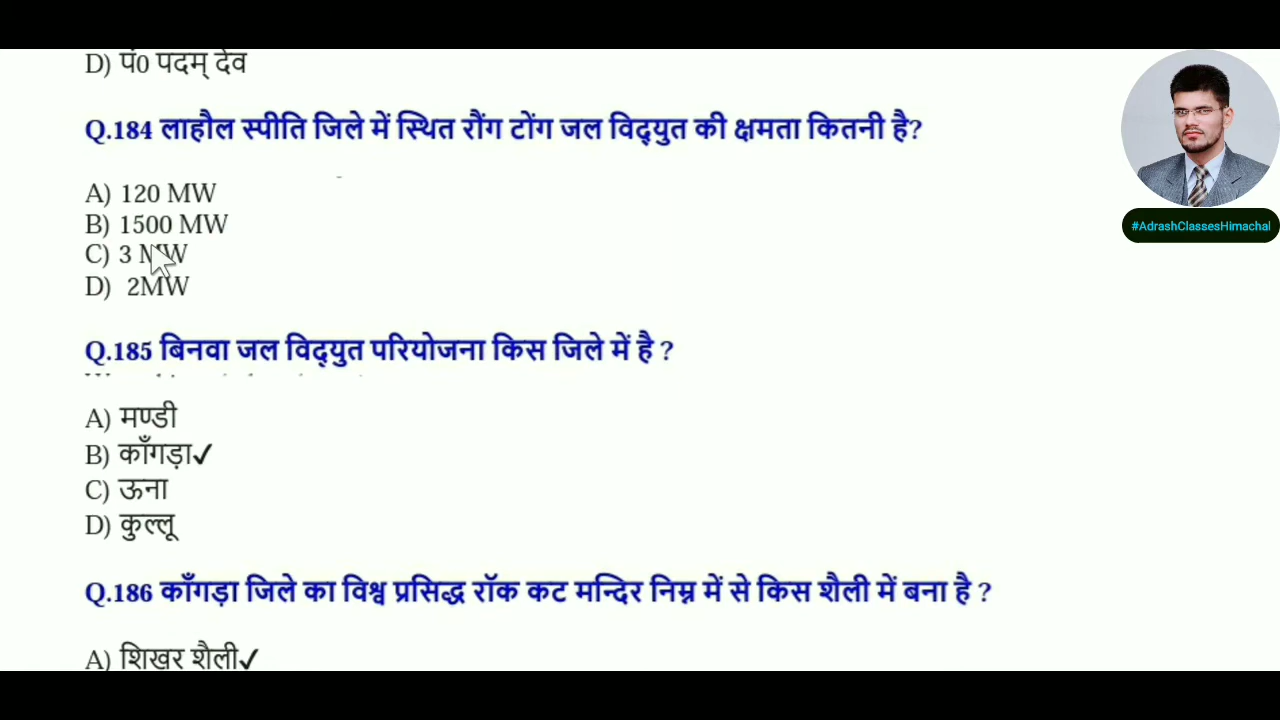 D) पं0 पदम् देव
Q.184 लाहौल स्पीति जिले में स्थित रौंग टोंग जल विद्युत की क्षमता कितनी है?
#AdrashClassesHimachal
A) 120 MW
B) 1500 MW
C) 3 MW
D) 2MW
Q.185 बिनवा जल विद्युत परियोजना किस जिले में है ?
A) मण्डी
B) काँगड़ा✓
C) ऊना
D) कुल्लू
Q.186 काँगड़ा जिले का विश्व प्रसिद्ध रॉक कट मन्दिर निम्न में से किस शैली में बना है ?
A) शिखर शैली✓